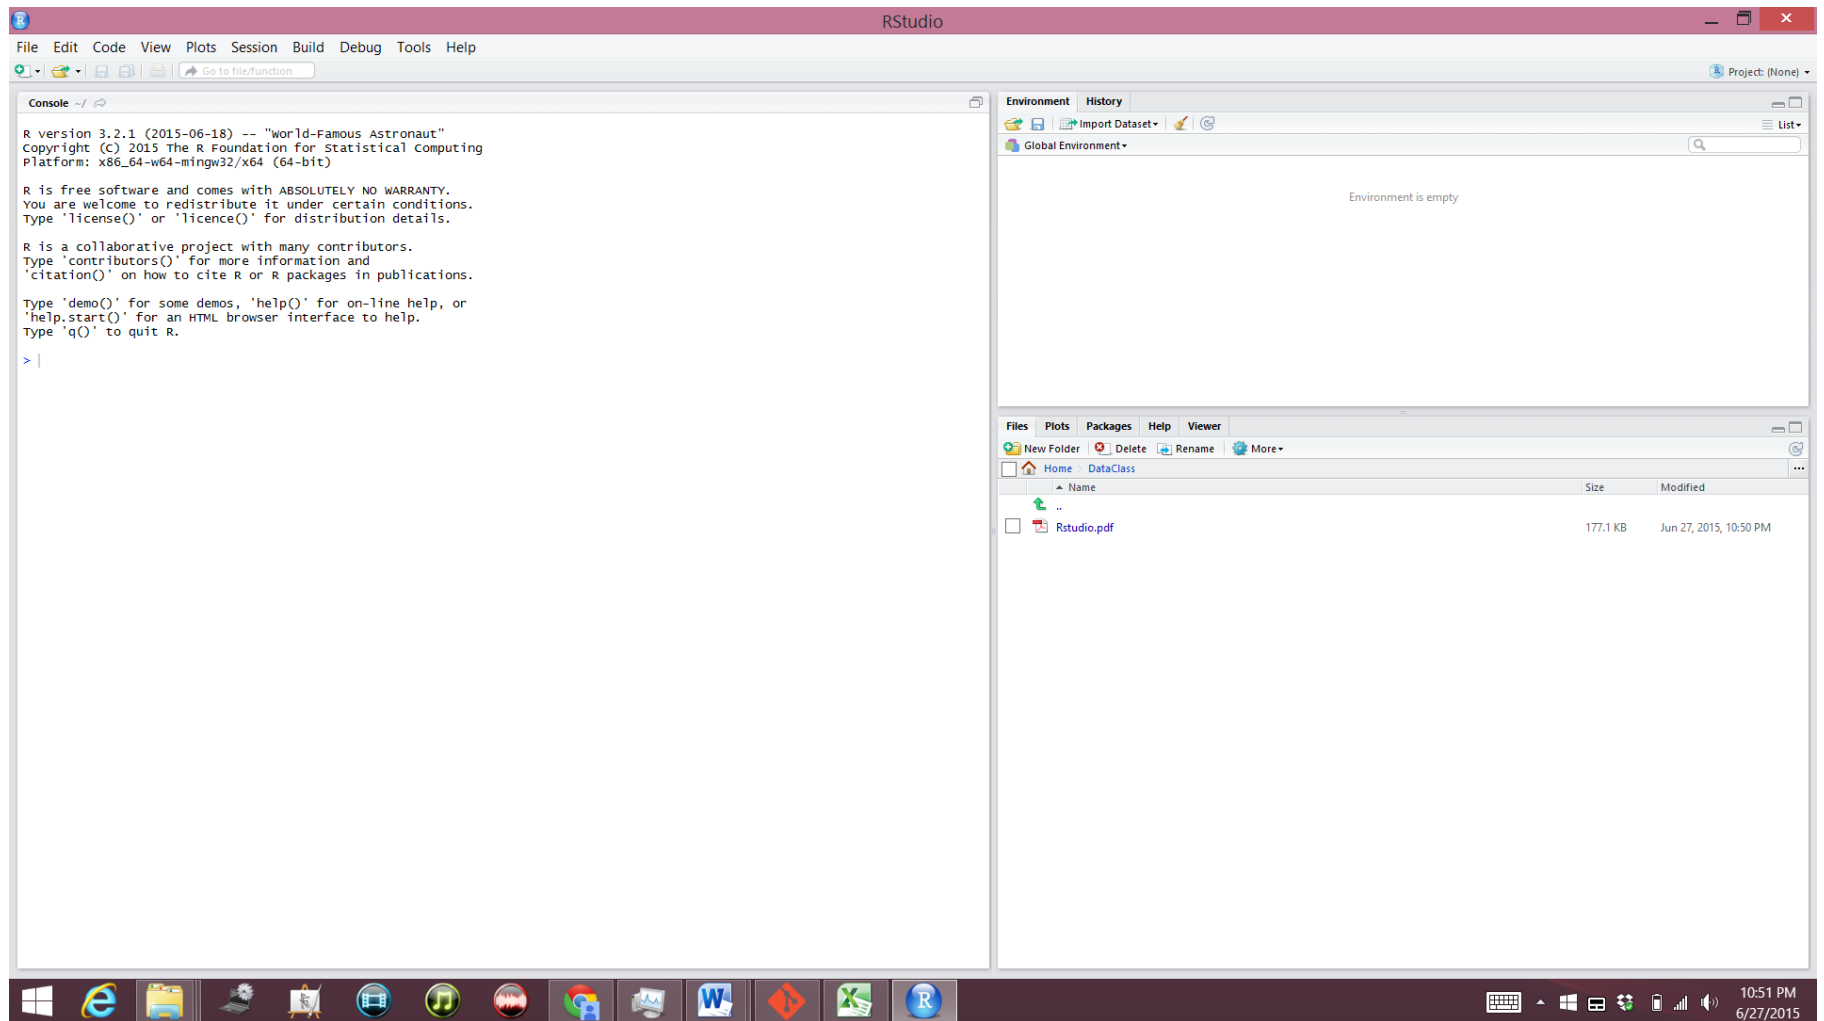 RStudio
File Edit Code View Plots Session Build Debug Tools Help
Go to file/function
Project: (None)
Console ~/
R version 3.2.1 (2015-06-18) -- "World-Famous Astronaut"
Copyright (C) 2015 The R Foundation for Statistical Computing
Platform: x86_64-w64-mingw32/x64 (64-bit)
R is free software and comes with ABSOLUTELY NO WARRANTY.
You are welcome to redistribute it under certain conditions.
Type 'license()' or 'licence()' for distribution details.
R is a collaborative project with many contributors.
Type 'contributors()' for more information and
'citation()' on how to cite R or R packages in publications.
Type 'demo()' for some demos, 'help()' for on-line help, or
'help.start()' for an HTML browser interface to help.
Type 'q()' to quit R.
>
Environment History
Import Dataset
List
Global Environment
Environment is empty
Files Plots Packages Help Viewer
New Folder Delete Rename More
Home DataClass
Name Size Modified
..
Rstudio.pdf 177.1 KB Jun 27, 2015, 10:50 PM
10:51 PM
6/27/2015